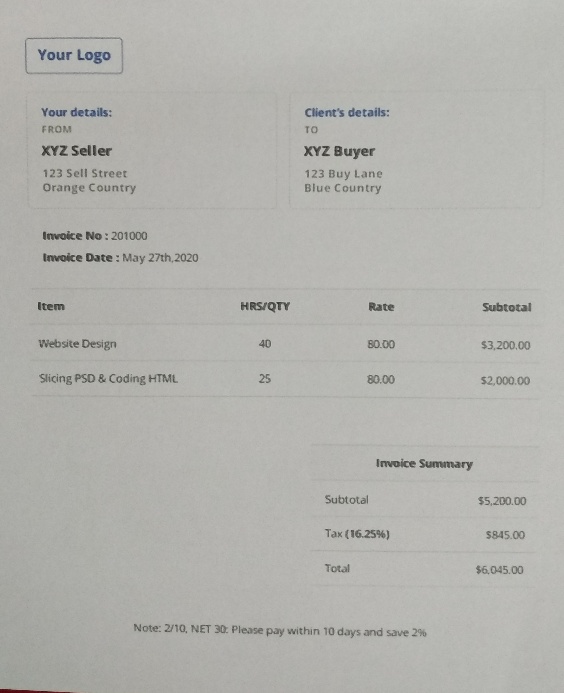 Your Logo
Your details:
FROM
XYZ Seller
123 Sell Street
Orange Country
Client's details:
TO
XYZ Buyer
123 Buy Lane
Blue Country
Invoice No : 201000
Invoice Date : May 27th,2020
Item HRS/QTY Rate Subtotal
Website Design 40 80.00 $3,200.00
Slicing PSD & Coding HTML 25 80.00 $2,000.00
Invoice Summary
Subtotal $5,200.00
Tax (16.25%) $845.00
Total $6,045.00
Note: 2/10, NET 30: Please pay within 10 days and save 2%